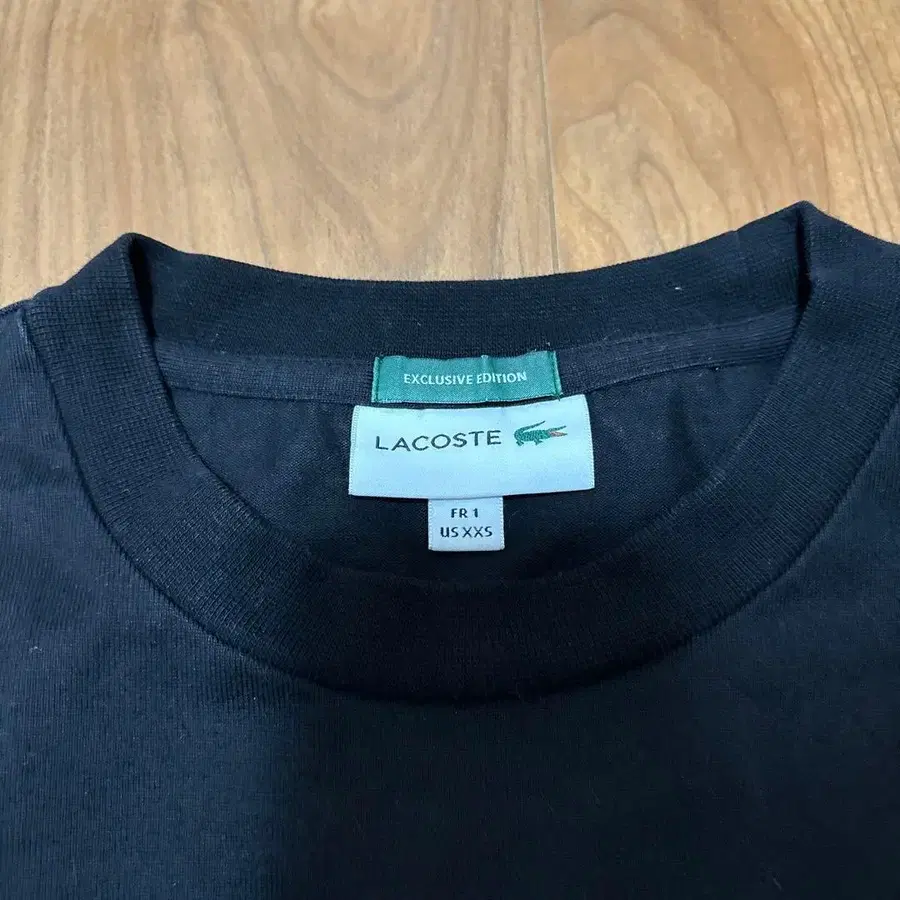 EXCLUSIVE EDITION
LACOSTE
FR 1
US XXS